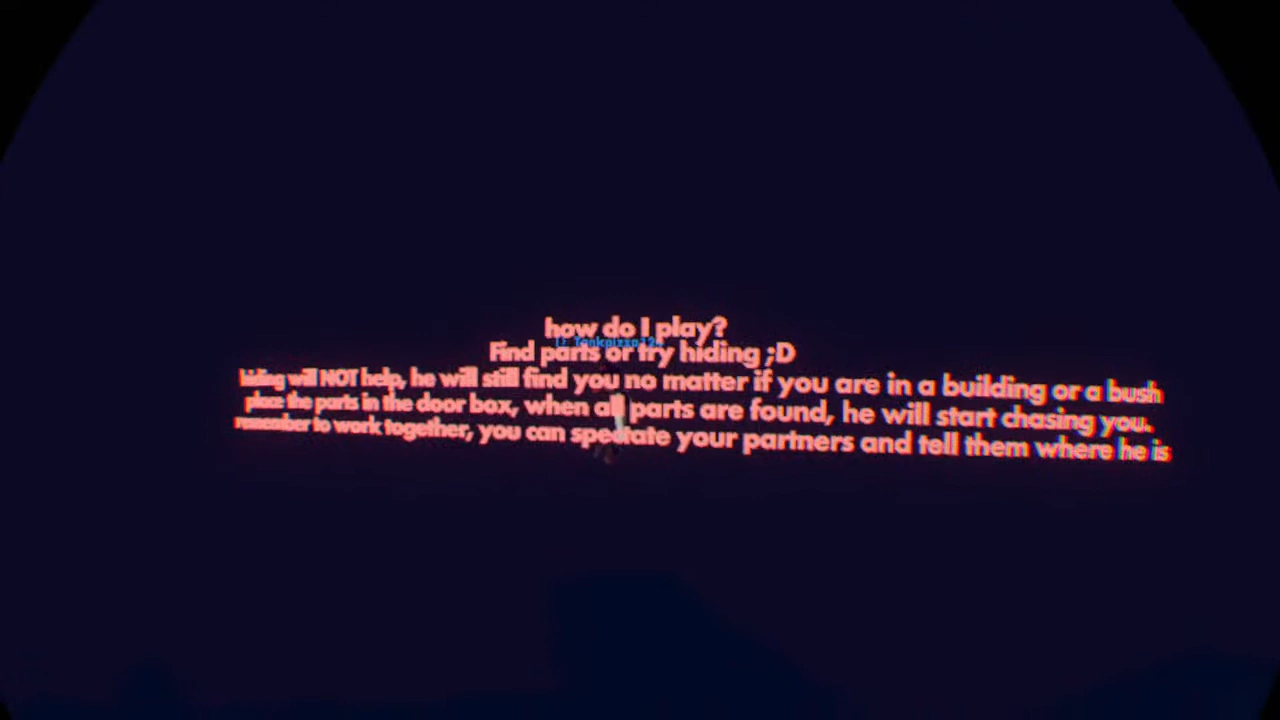 how do I play?
Find parts or try hiding ;D
hiding will NOT help, he will still find you no matter if you are in a building or a bush
place the parts in the door box, when all parts are found, he will start chasing you.
remember to work together, you can spectate your partners and tell them where he is